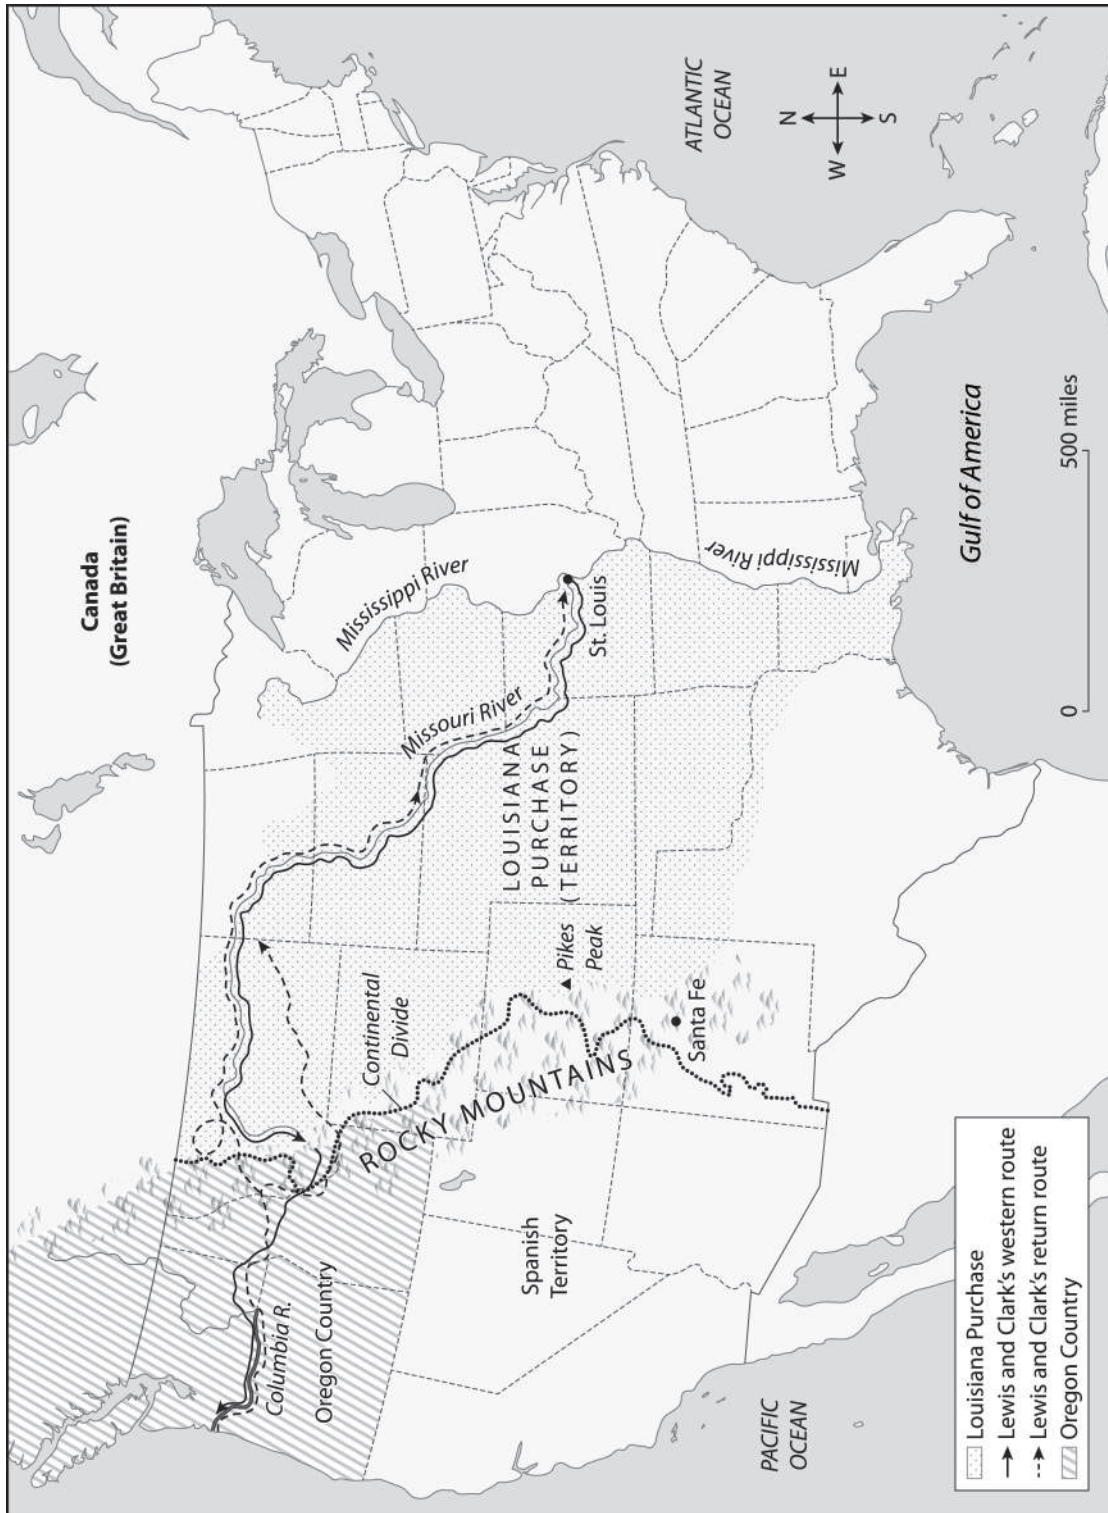 Canada
(Great Britain)
Mississippi River
Missouri River
Columbia R.
Oregon Country
Continental
Divide
ROCKY MOUNTAINS
LOUISIANA
PURCHASE
(TERRITORY)
Pikes
Peak
St. Louis
Santa Fe
Spanish
Territory
Mississippi River
ATLANTIC
OCEAN
N
W
E
S
PACIFIC
OCEAN
Gulf of America
0
500 miles
Louisiana Purchase
Lewis and Clark's western route
Lewis and Clark's return route
Oregon Country